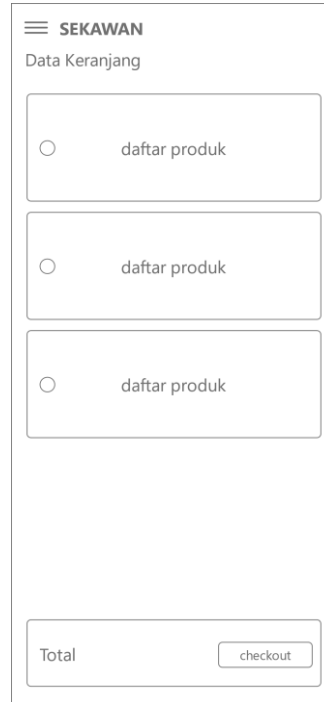 SEKAWAN
Data Keranjang
daftar produk
daftar produk
daftar produk
Total
checkout